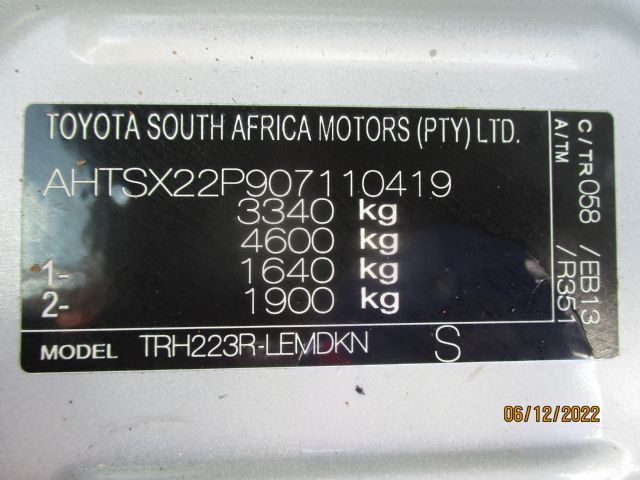 TOYOTA SOUTH AFRICA MOTORS (PTY) LTD.
AHTSX22P907110419
3340 kg
4600 kg
1- 1640 kg
2- 1900 kg
MODEL TRH223R-LEMDKN S
C/TR 058 /EB13
A/TM /R351
06/12/2022